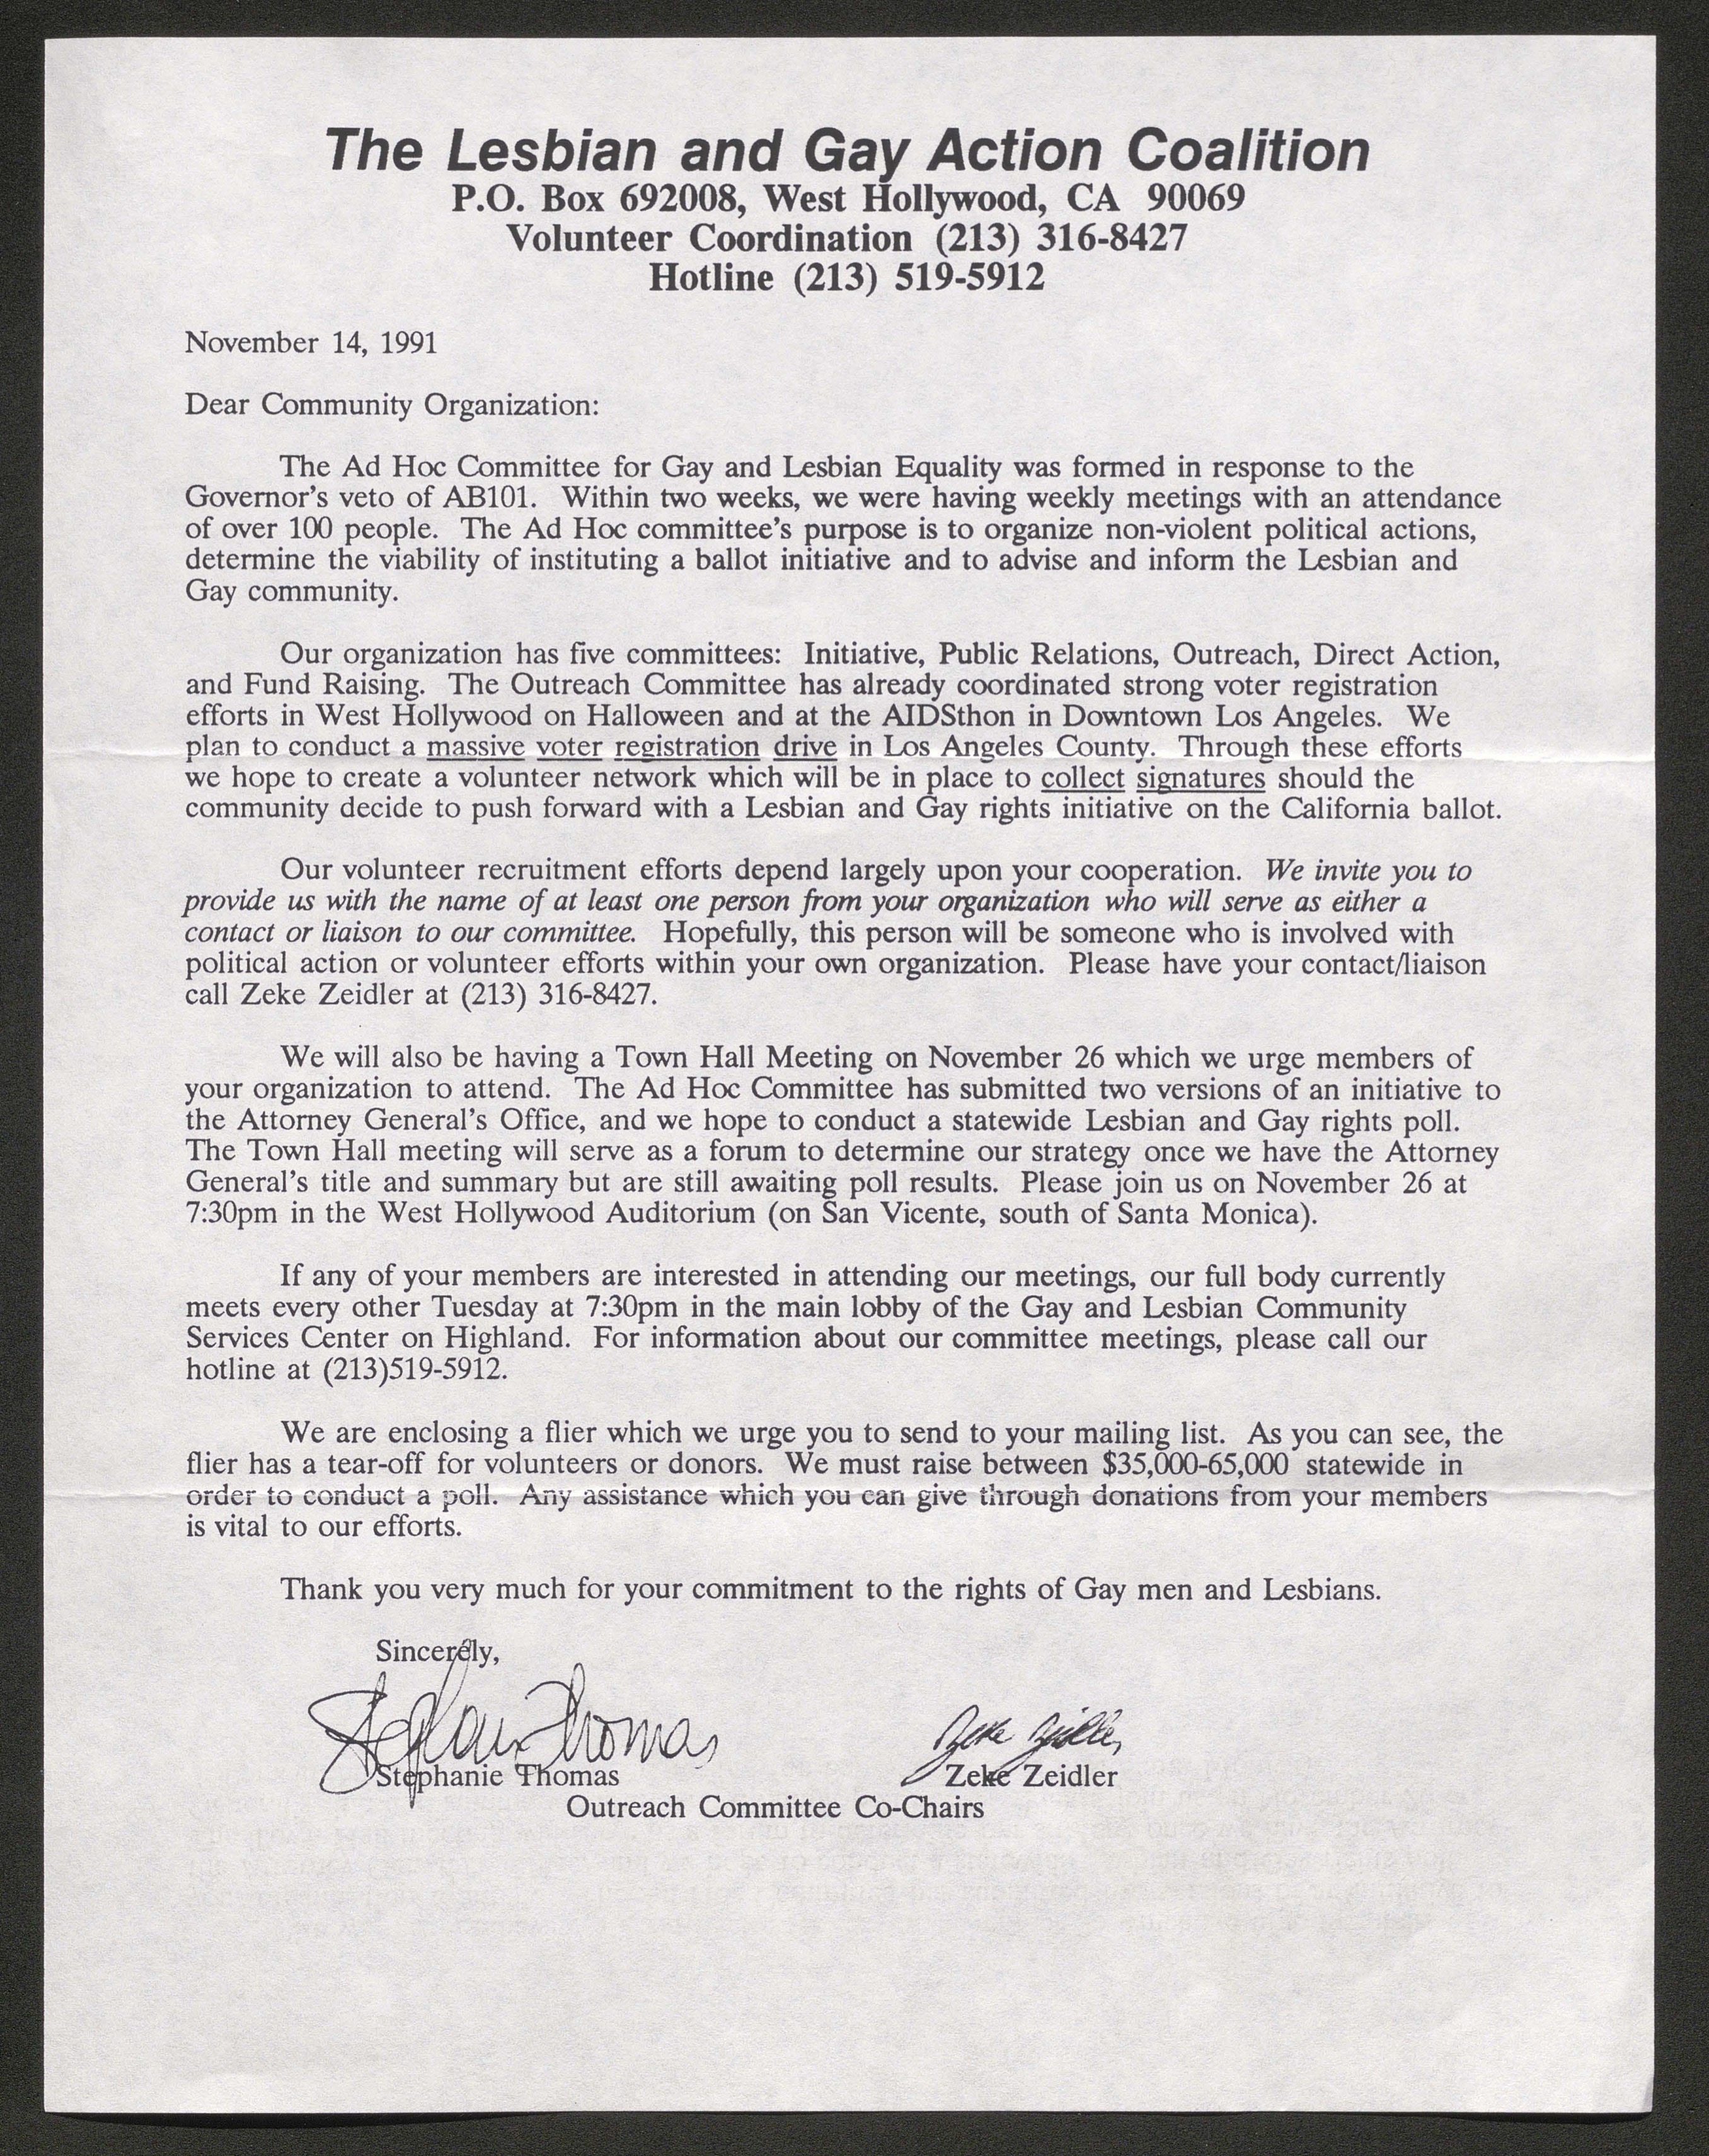 The Lesbian and Gay Action Coalition
P.O. Box 692008, West Hollywood, CA 90069
Volunteer Coordination (213) 316-8427
Hotline (213) 519-5912
November 14, 1991
Dear Community Organization:
The Ad Hoc Committee for Gay and Lesbian Equality was formed in response to the
Governor's veto of AB101. Within two weeks, we were having weekly meetings with an attendance
of over 100 people. The Ad Hoc committee's purpose is to organize non-violent political actions,
determine the viability of instituting a ballot initiative and to advise and inform the Lesbian and
Gay community.
Our organization has five committees: Initiative, Public Relations, Outreach, Direct Action,
and Fund Raising. The Outreach Committee has already coordinated strong voter registration
efforts in West Hollywood on Halloween and at the AIDSthon in Downtown Los Angeles. We
plan to conduct a massive voter registration drive in Los Angeles County. Through these efforts
we hope to create a volunteer network which will be in place to collect signatures should the
community decide to push forward with a Lesbian and Gay rights initiative on the California ballot.
Our volunteer recruitment efforts depend largely upon your cooperation. We invite you to
provide us with the name of at least one person from your organization who will serve as either a
contact or liaison to our committee. Hopefully, this person will be someone who is involved with
political action or volunteer efforts within your own organization. Please have your contact/liaison
call Zeke Zeidler at (213) 316-8427.
We will also be having a Town Hall Meeting on November 26 which we urge members of
your organization to attend. The Ad Hoc Committee has submitted two versions of an initiative to
the Attorney General's Office, and we hope to conduct a statewide Lesbian and Gay rights poll.
The Town Hall meeting will serve as a forum to determine our strategy once we have the Attorney
General's title and summary but are still awaiting poll results. Please join us on November 26 at
7:30pm in the West Hollywood Auditorium (on San Vicente, south of Santa Monica).
If any of your members are interested in attending our meetings, our full body currently
meets every other Tuesday at 7:30pm in the main lobby of the Gay and Lesbian Community
Services Center on Highland. For information about our committee meetings, please call our
hotline at (213)519-5912.
We are enclosing a flier which we urge you to send to your mailing list. As you can see, the
flier has a tear-off for volunteers or donors. We must raise between $35,000-65,000 statewide in
order to conduct a poll. Any assistance which you can give through donations from your members
is vital to our efforts.
Thank you very much for your commitment to the rights of Gay men and Lesbians.
Sincerely,
Stephanie Thomas Zeke Zeidler
Stephanie Thomas Zeke Zeidler
Outreach Committee Co-Chairs